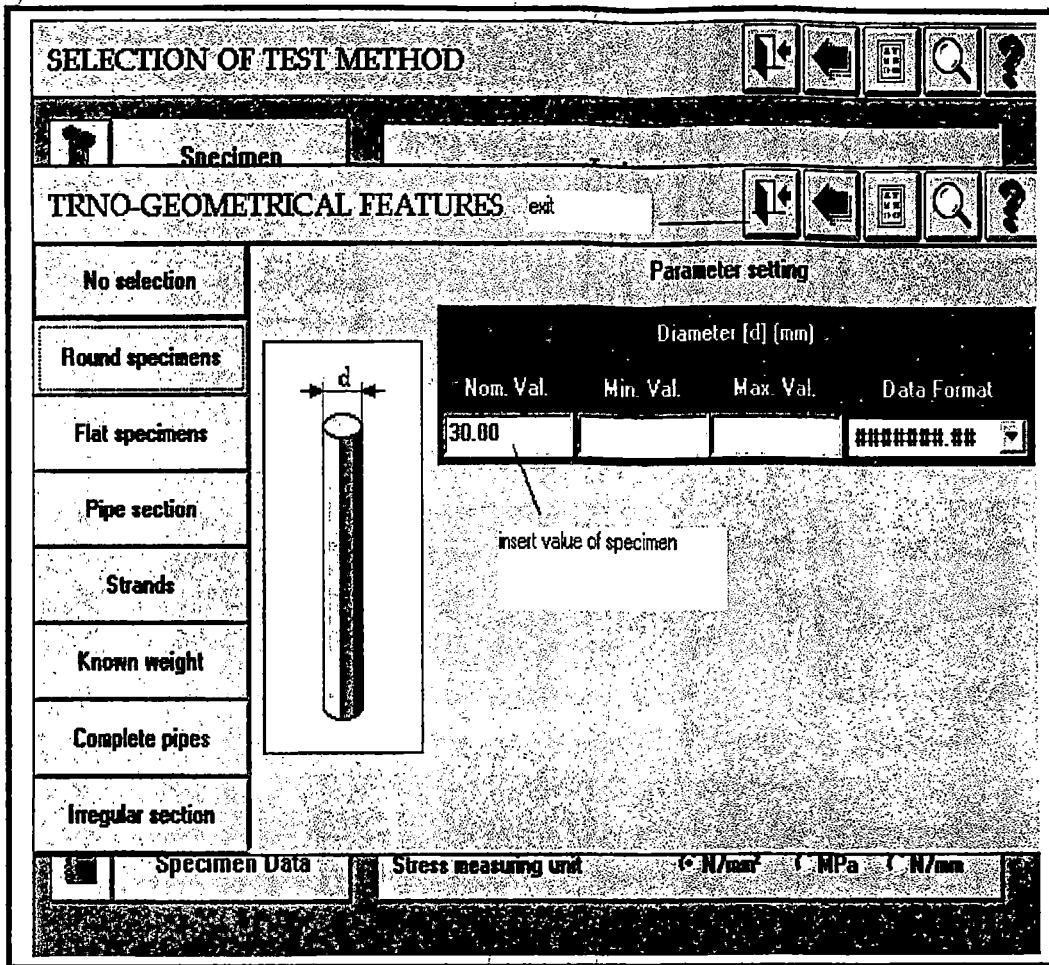 SELECTION OF TEST METHOD
Specimen
TRNO-GEOMETRICAL FEATURES
exit
No selection
Round specimens
Flat specimens
Pipe section
Strands
Known weight
Complete pipes
Irregular section
d
Parameter setting
Diameter [d] (mm)
Nom. Val. Min. Val. Max. Val. Data Format
30.00 #######.##
insert value of specimen
Specimen Data
Stress measuring unit N/mm² MPa N/mm